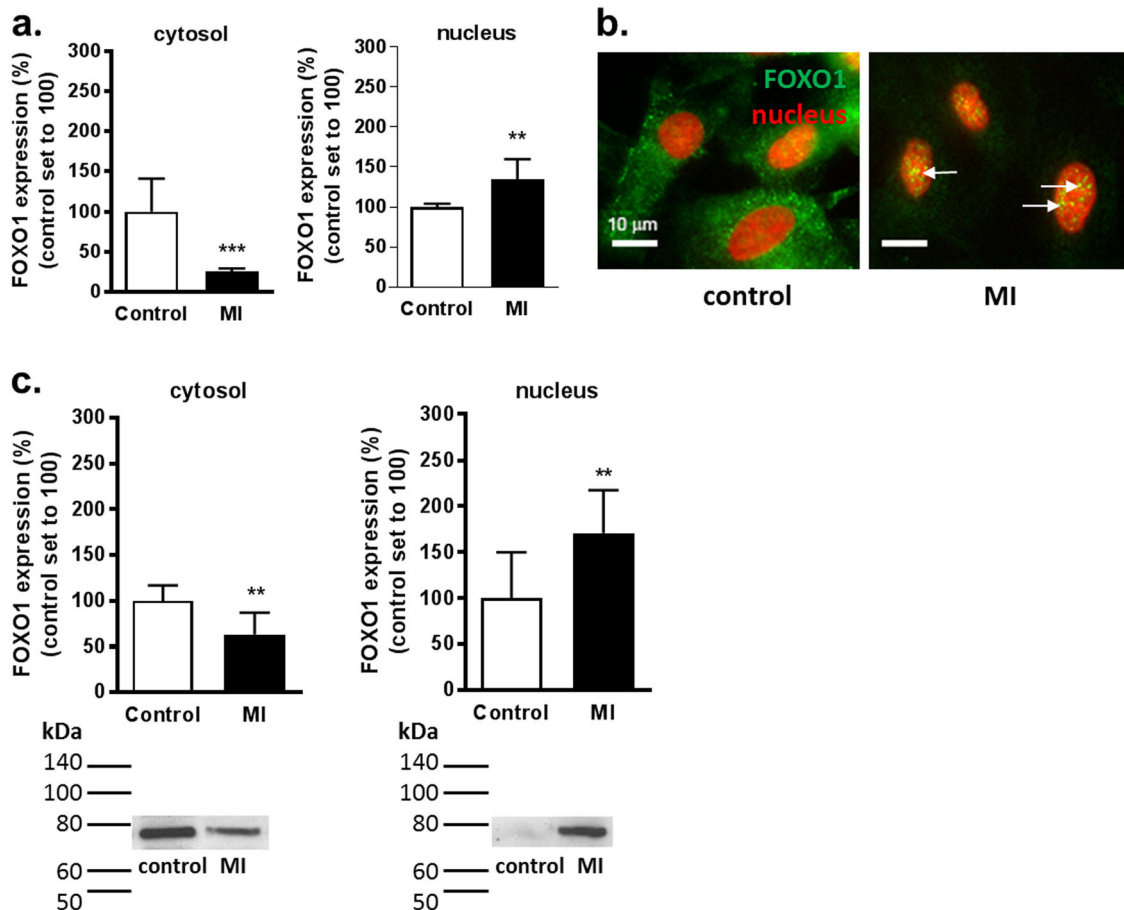 a.
cytosol
FOXO1 expression (%)
(control set to 100)
300
250
200
150
100
50
0
***
Control MI
nucleus
FOXO1 expression (%)
(control set to 100)
300
250
200
150
100
50
0
**
Control MI
b.
FOXO1
nucleus
10 µm
control
MI
c.
cytosol
FOXO1 expression (%)
(control set to 100)
300
250
200
150
100
50
0
**
Control MI
kDa
140
100
80
60
50
control MI
nucleus
FOXO1 expression (%)
(control set to 100)
300
250
200
150
100
50
0
**
Control MI
kDa
140
100
80
60
50
control MI